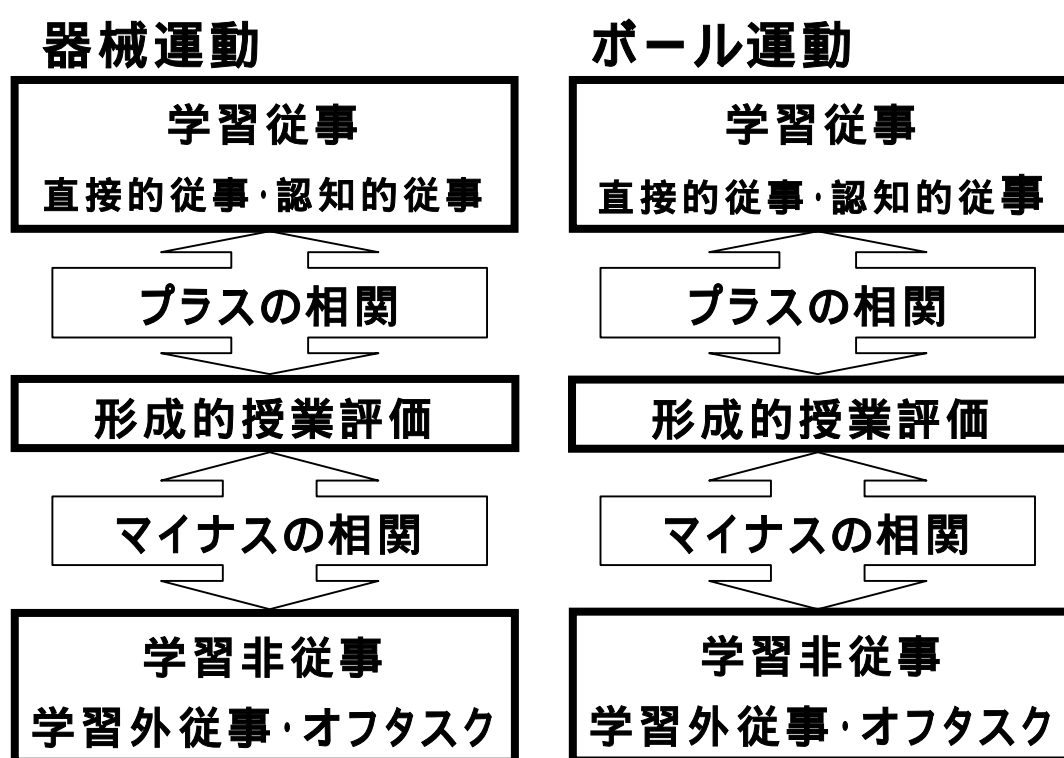 器械運動
学習従事
直接的従事・認知的従事
プラスの相関
形成的授業評価
マイナスの相関
学習非従事
学習外従事・オフタスク
ボール運動
学習従事
直接的従事・認知的従事
プラスの相関
形成的授業評価
マイナスの相関
学習非従事
学習外従事・オフタスク